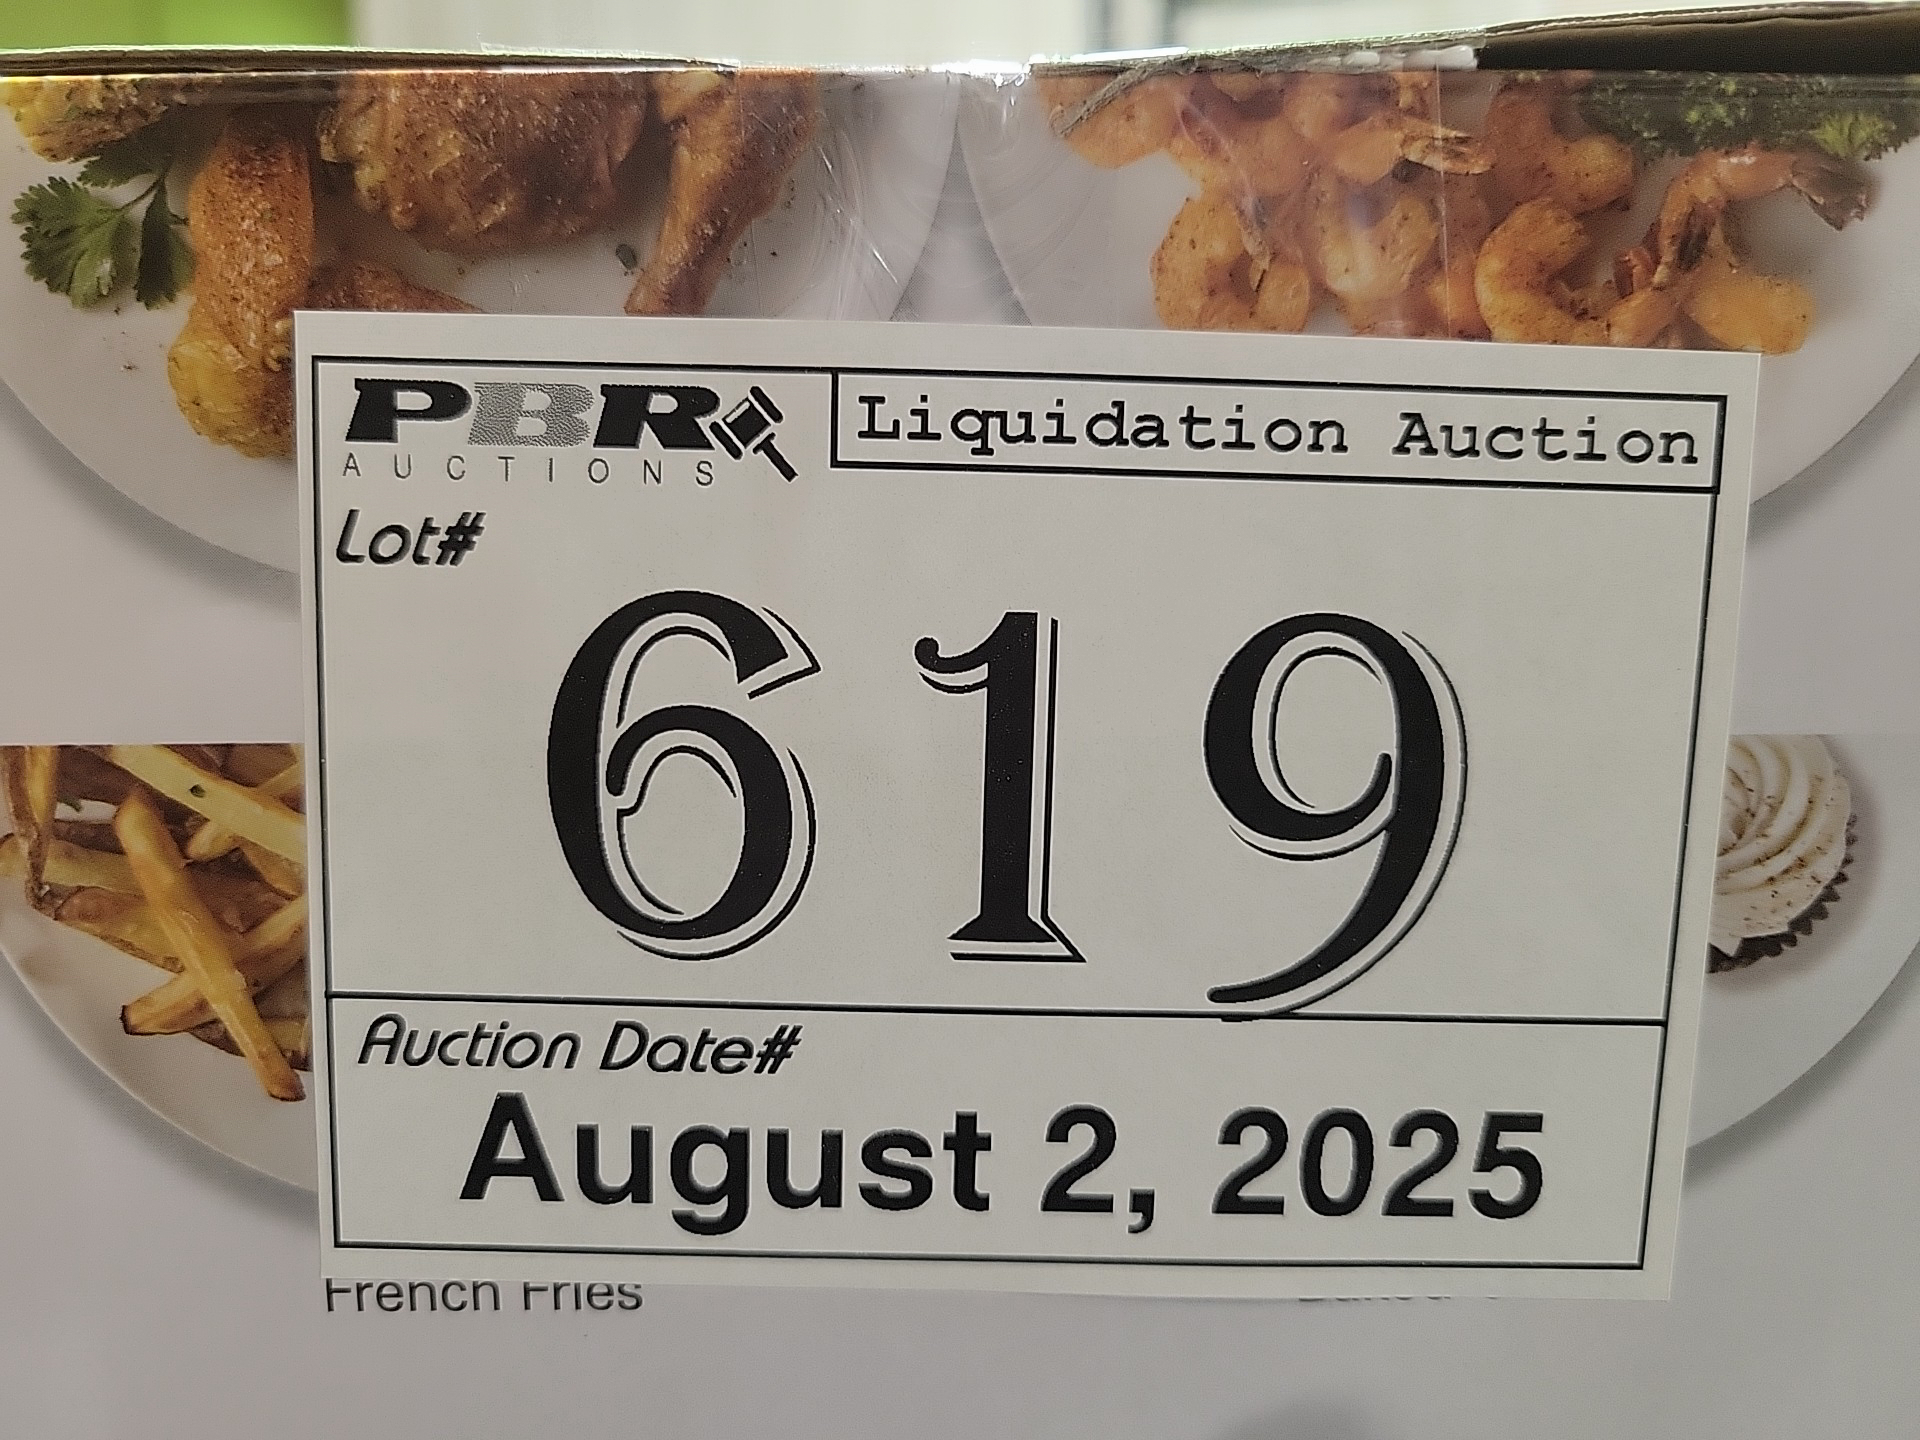 PBR
AUCTIONS
Liquidation Auction
Lot#
619
Auction Date#
August 2, 2025
French Fries